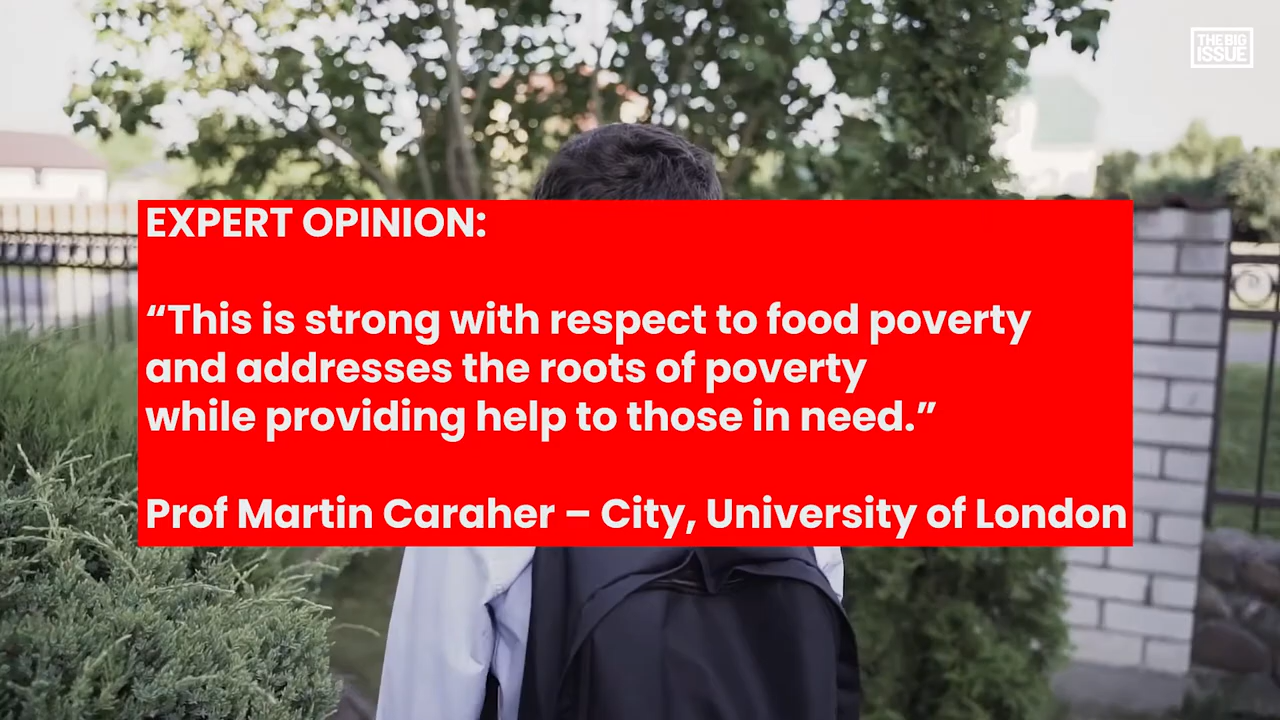 THE BIG
ISSUE
EXPERT OPINION:
“This is strong with respect to food poverty
and addresses the roots of poverty
while providing help to those in need.”
Prof Martin Caraher – City, University of London